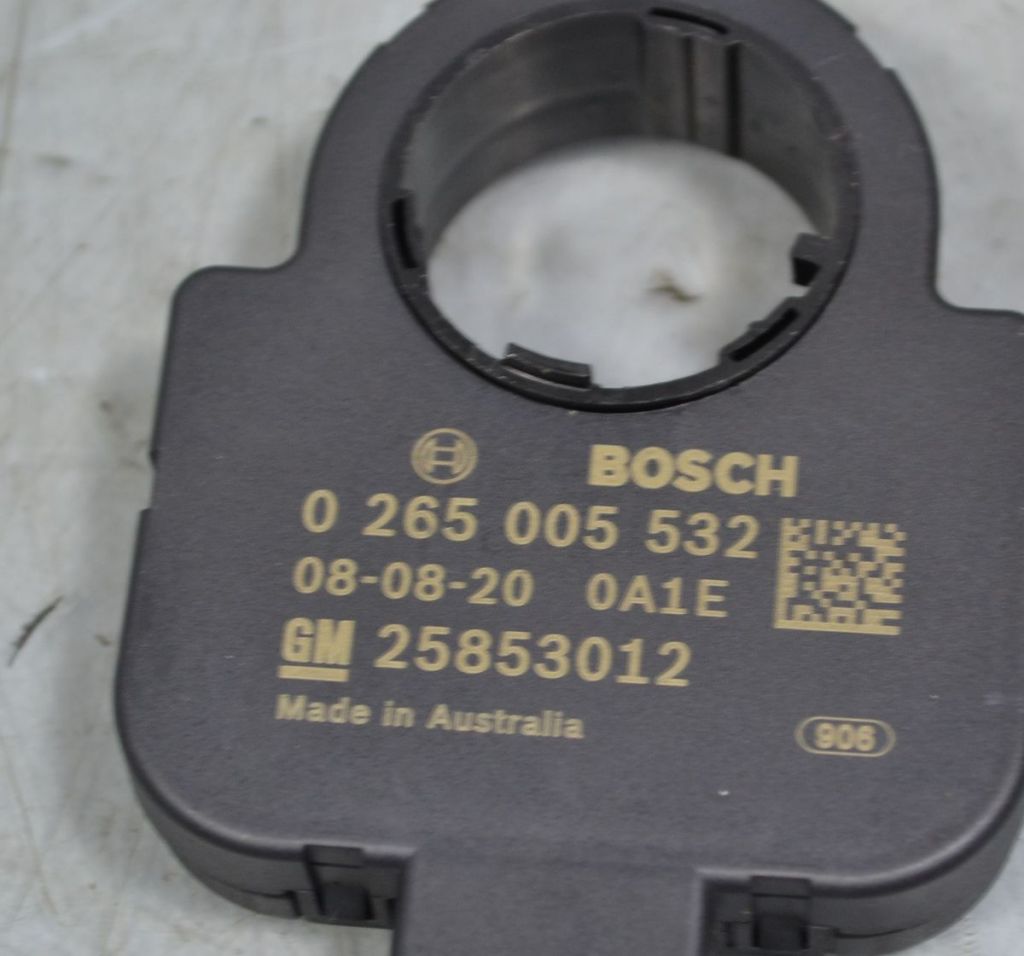 BOSCH
0 265 005 532
08-08-20 0A1E
GM 25853012
Made in Australia
906